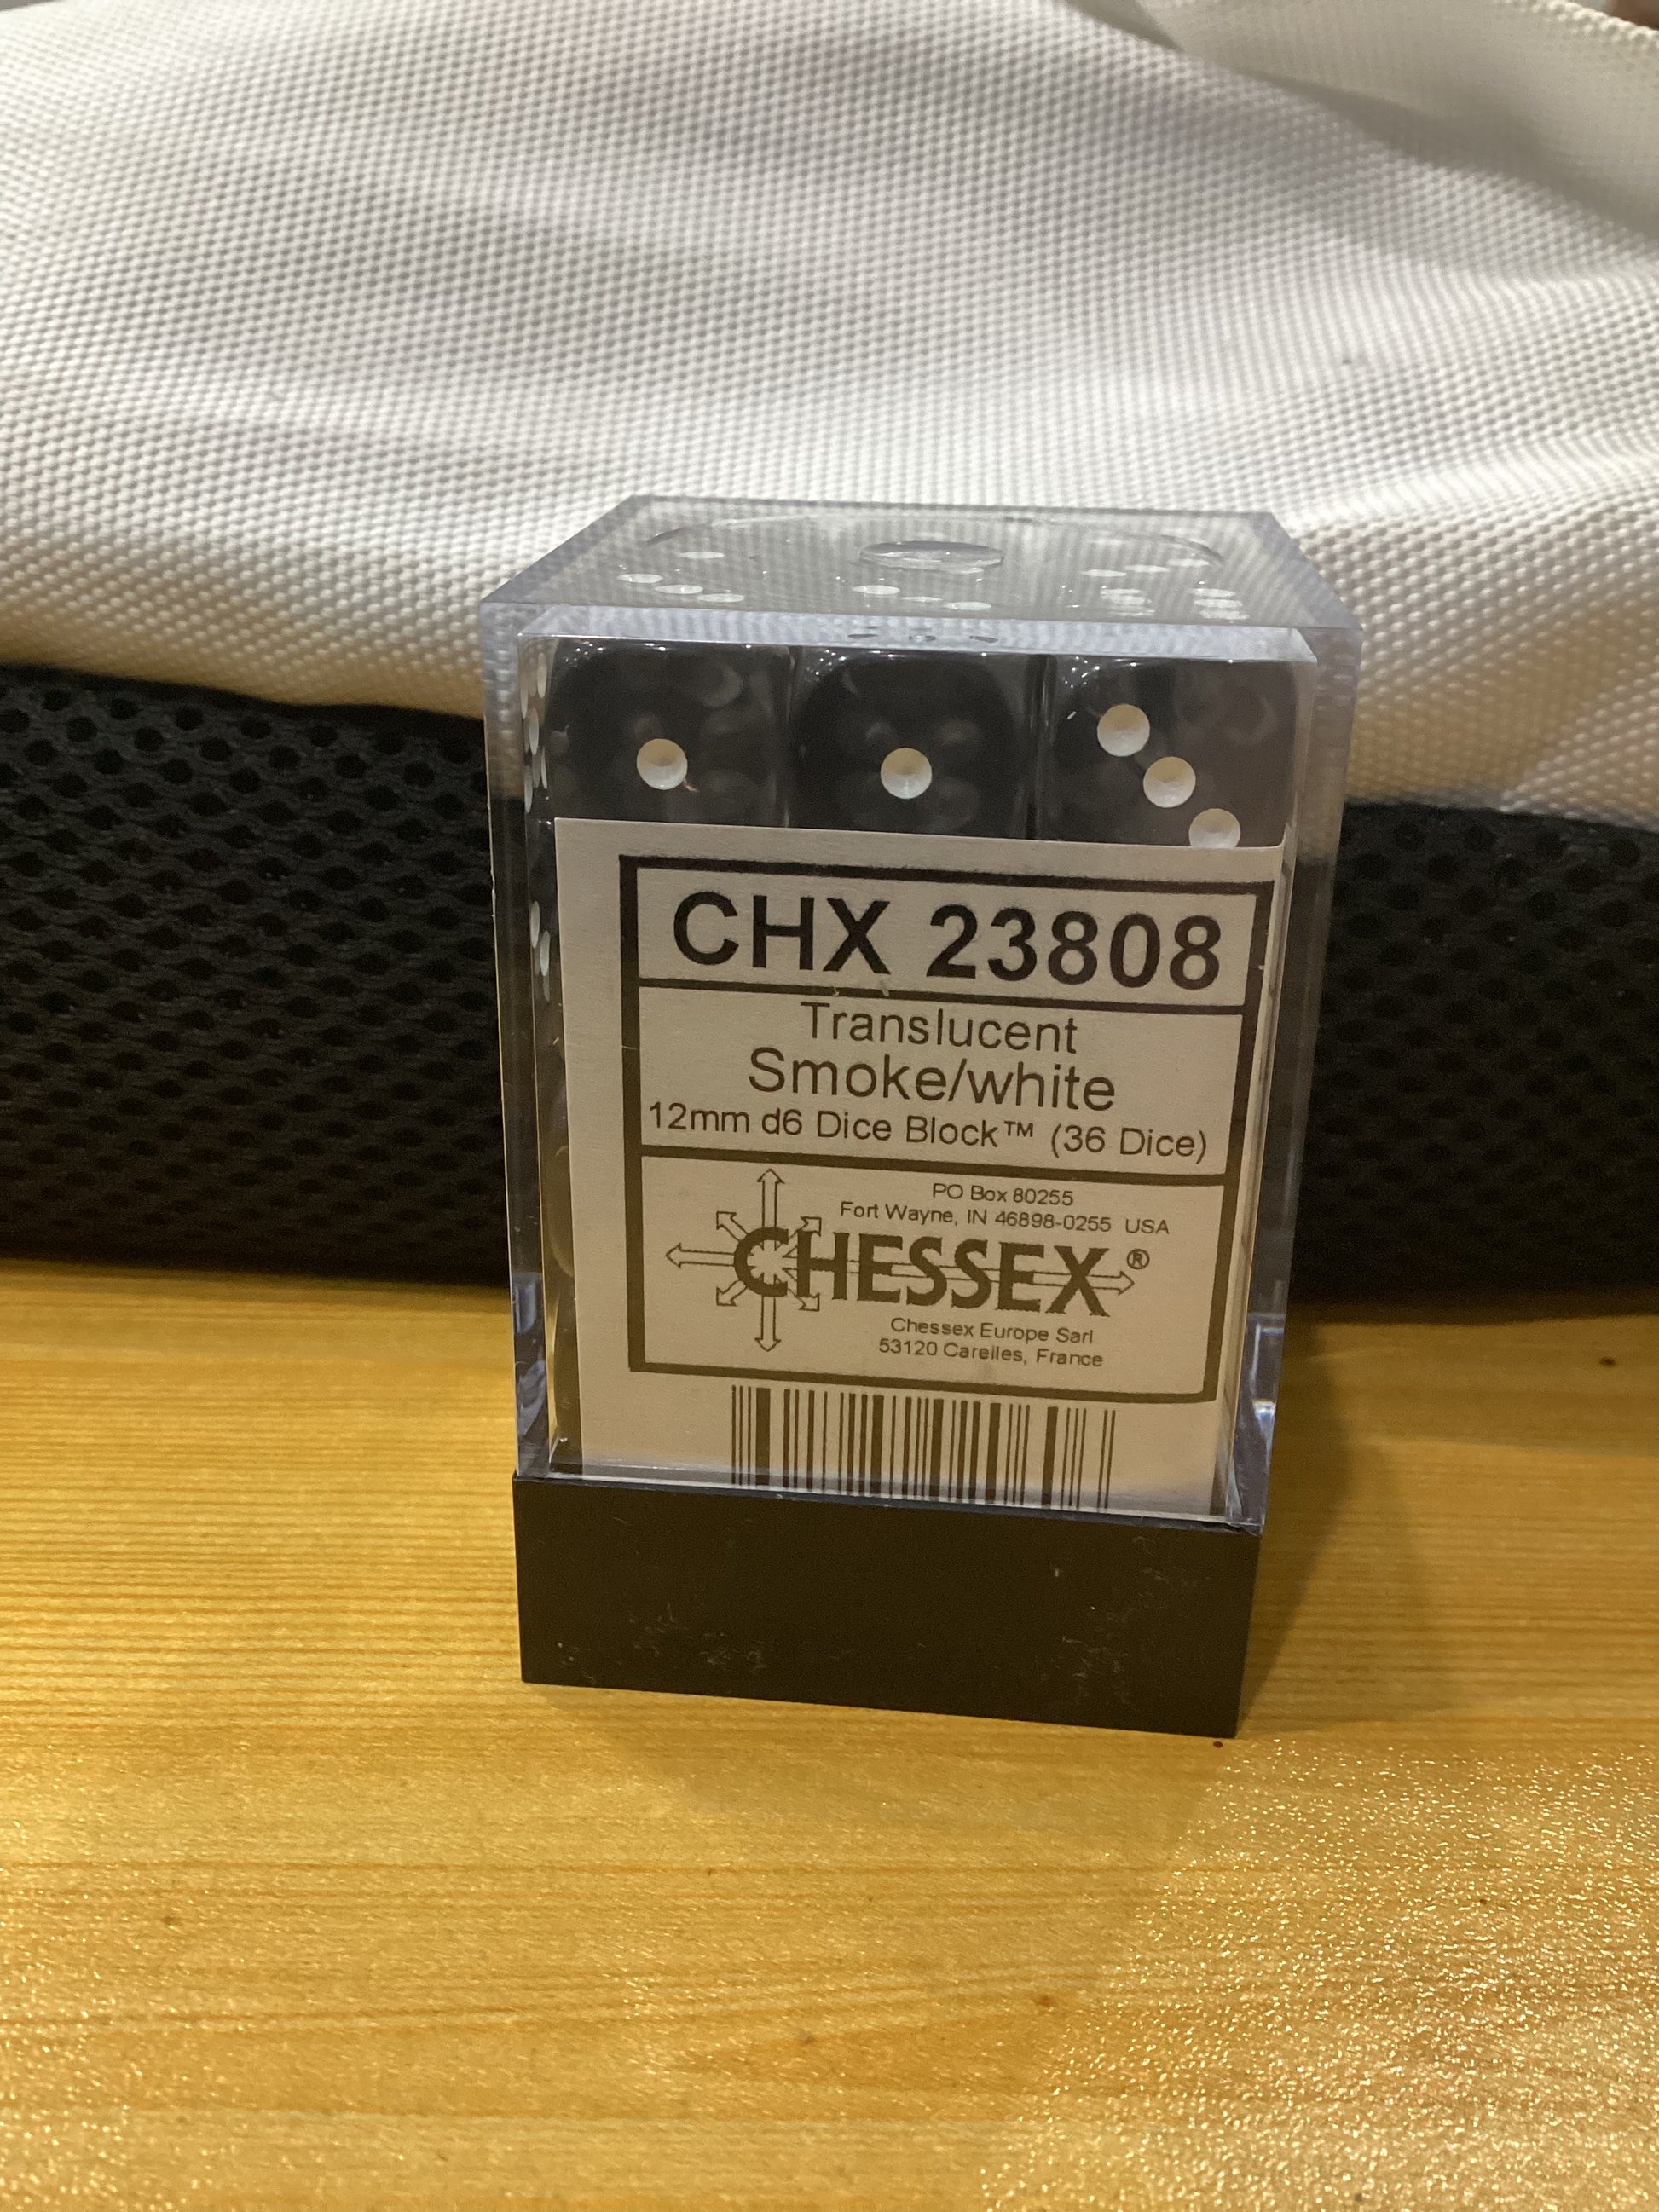 CHX 23808
Translucent
Smoke/white
12mm d6 Dice Block™ (36 Dice)
PO Box 80255
Fort Wayne, IN 46898-0255 USA
CHESSEX®
Chessex Europe Sarl
53120 Carelles, France